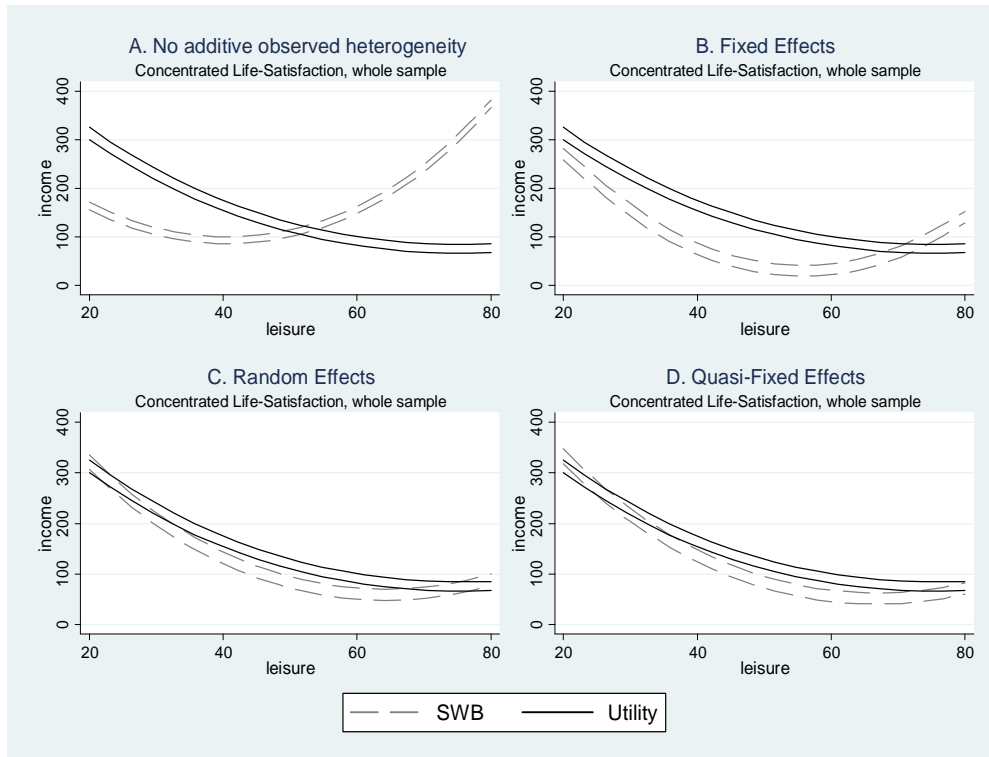 A. No additive observed heterogeneity
Concentrated Life-Satisfaction, whole sample
400
300
200
100
0
income
20
40
60
80
leisure
B. Fixed Effects
Concentrated Life-Satisfaction, whole sample
400
300
200
100
0
income
20
40
60
80
leisure
C. Random Effects
Concentrated Life-Satisfaction, whole sample
400
300
200
100
0
income
20
40
60
80
leisure
D. Quasi-Fixed Effects
Concentrated Life-Satisfaction, whole sample
400
300
200
100
0
income
20
40
60
80
leisure
SWB
Utility